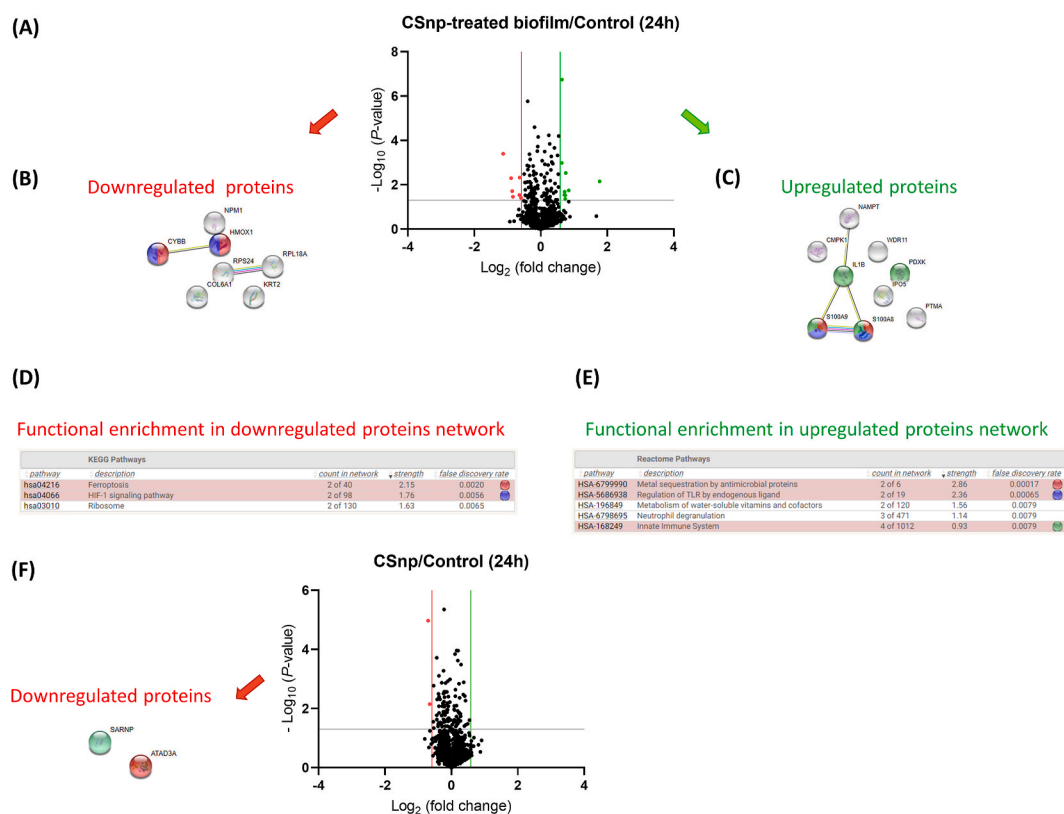 (A)
CSnp-treated biofilm/Control (24h)
8
6
4
2
0
-4
-2
0
2
4
-Log10 (P-value)
Log2 (fold change)
(B)
Downregulated proteins
NPM1
CYBB
HMOX1
RPS24
RPL18A
COL6A1
KRT2
(C)
Upregulated proteins
NAMPT
CMPK1
WDR11
IL1B
PDXK
IPO5
PTMA
S100A9
S100A8
(D)
Functional enrichment in downregulated proteins network
KEGG Pathways
pathway description count in network strength false discovery rate
hsa04216 Ferroptosis 2 of 40 2.15 0.0020
hsa04066 HIF-1 signaling pathway 2 of 98 1.76 0.0056
hsa03010 Ribosome 2 of 130 1.63 0.0065
(E)
Functional enrichment in upregulated proteins network
Reactome Pathways
pathway description count in network strength false discovery rate
HSA-6799990 Metal sequestration by antimicrobial proteins 2 of 6 2.86 0.00017
HSA-5686938 Regulation of TLR by endogenous ligand 2 of 19 2.36 0.00065
HSA-196849 Metabolism of water-soluble vitamins and cofactors 2 of 120 1.56 0.0079
HSA-6798695 Neutrophil degranulation 3 of 471 1.14 0.0079
HSA-168249 Innate Immune System 4 of 1012 0.93 0.0079
(F)
CSnp/Control (24h)
6
4
2
0
-4
-2
0
2
4
- Log10 (P-value)
Log2 (fold change)
Downregulated proteins
SARNP
ATAD3A